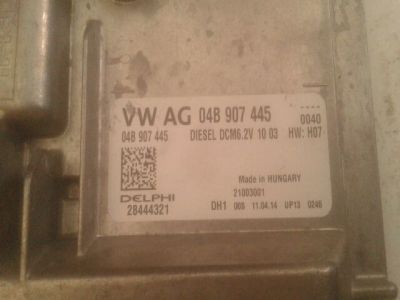 VW AG 04B 907 445 ----
0040
04B 907 445 DIESEL DCM6.2V 10 03 HW: H07
Made in HUNGARY
21003001
DELPHI
28444321
DH1 00S 11.04.14 UP13 0246